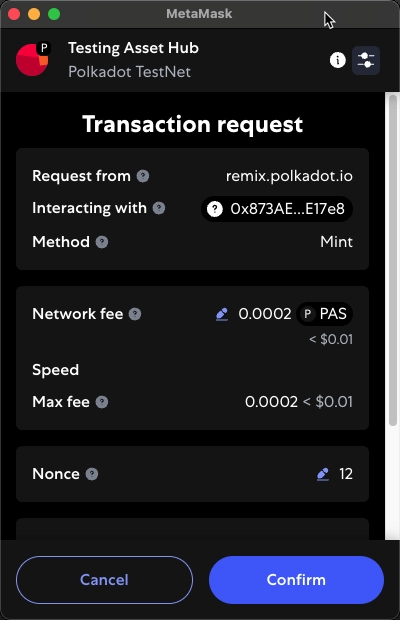 MetaMask
P
Testing Asset Hub
Polkadot TestNet
i
Transaction request
Request from ?
remix.polkadot.io
Interacting with ?
? 0x873AE...E17e8
Method ?
Mint
Network fee ?
0.0002 P PAS
< $0.01
Speed
Max fee ?
0.0002 < $0.01
Nonce ?
12
Cancel
Confirm